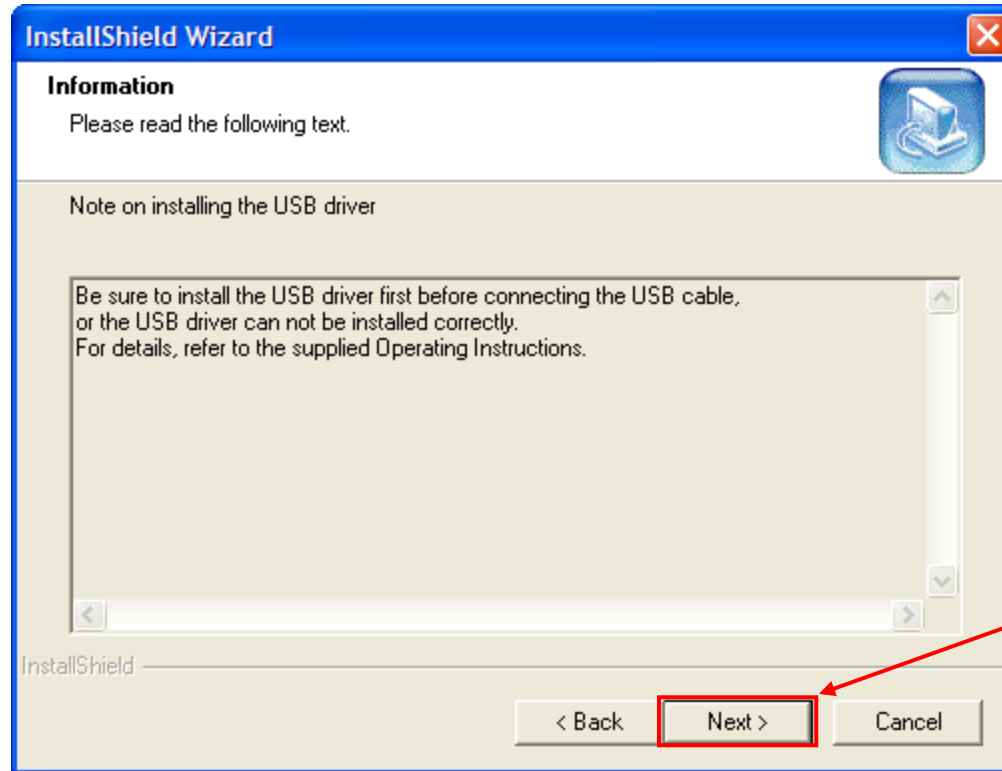 InstallShield Wizard
Information
Please read the following text.
Note on installing the USB driver
Be sure to install the USB driver first before connecting the USB cable,
or the USB driver can not be installed correctly.
For details, refer to the supplied Operating Instructions.
InstallShield
< Back Next > Cancel